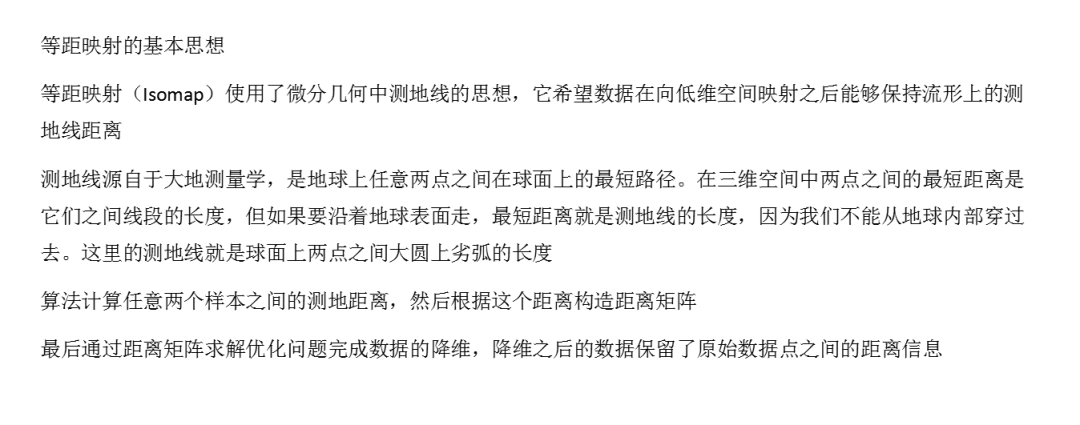 等距映射的基本思想
等距映射（Isomap）使用了微分几何中测地线的思想，它希望数据在向低维空间映射之后能够保持流形上的测
地线距离
测地线源自于大地测量学，是地球上任意两点之间在球面上的最短路径。在三维空间中两点之间的最短距离是
它们之间线段的长度，但如果要沿着地球表面走，最短距离就是测地线的长度，因为我们不能从地球内部穿过
去。这里的测地线就是球面上两点之间大圆上劣弧的长度
算法计算任意两个样本之间的测地距离，然后根据这个距离构造距离矩阵
最后通过距离矩阵求解优化问题完成数据的降维，降维之后的数据保留了原始数据点之间的距离信息